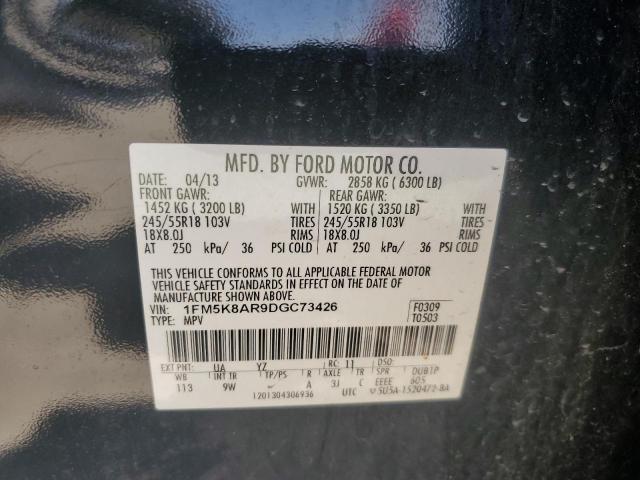 MFD. BY FORD MOTOR CO.
DATE: 04/13 GVWR: 2858 KG ( 6300 LB)
FRONT GAWR: REAR GAWR:
1452 KG ( 3200 LB) 1520 KG ( 3350 LB)
245/55R18 103V TIRES 245/55R18 103V TIRES
18X8.0J RIMS 18X8.0J RIMS
AT 250 kPa/ 36 PSI COLD AT 250 kPa/ 36 PSI COLD
THIS VEHICLE CONFORMS TO ALL APPLICABLE FEDERAL MOTOR
VEHICLE SAFETY STANDARDS IN EFFECT ON THE DATE OF
MANUFACTURE SHOWN ABOVE.
VIN: 1FM5K8AR9DGC73426 F0309
TYPE: MPV T0503
EXT PNT: UA YZ RC: 11 DSO:
WB INT TR TP/PS R AXLE TR SPR DUB1P
113 9W A 3J C EEEE 605
1201304306936 UTC 5U5A-1520472-BA